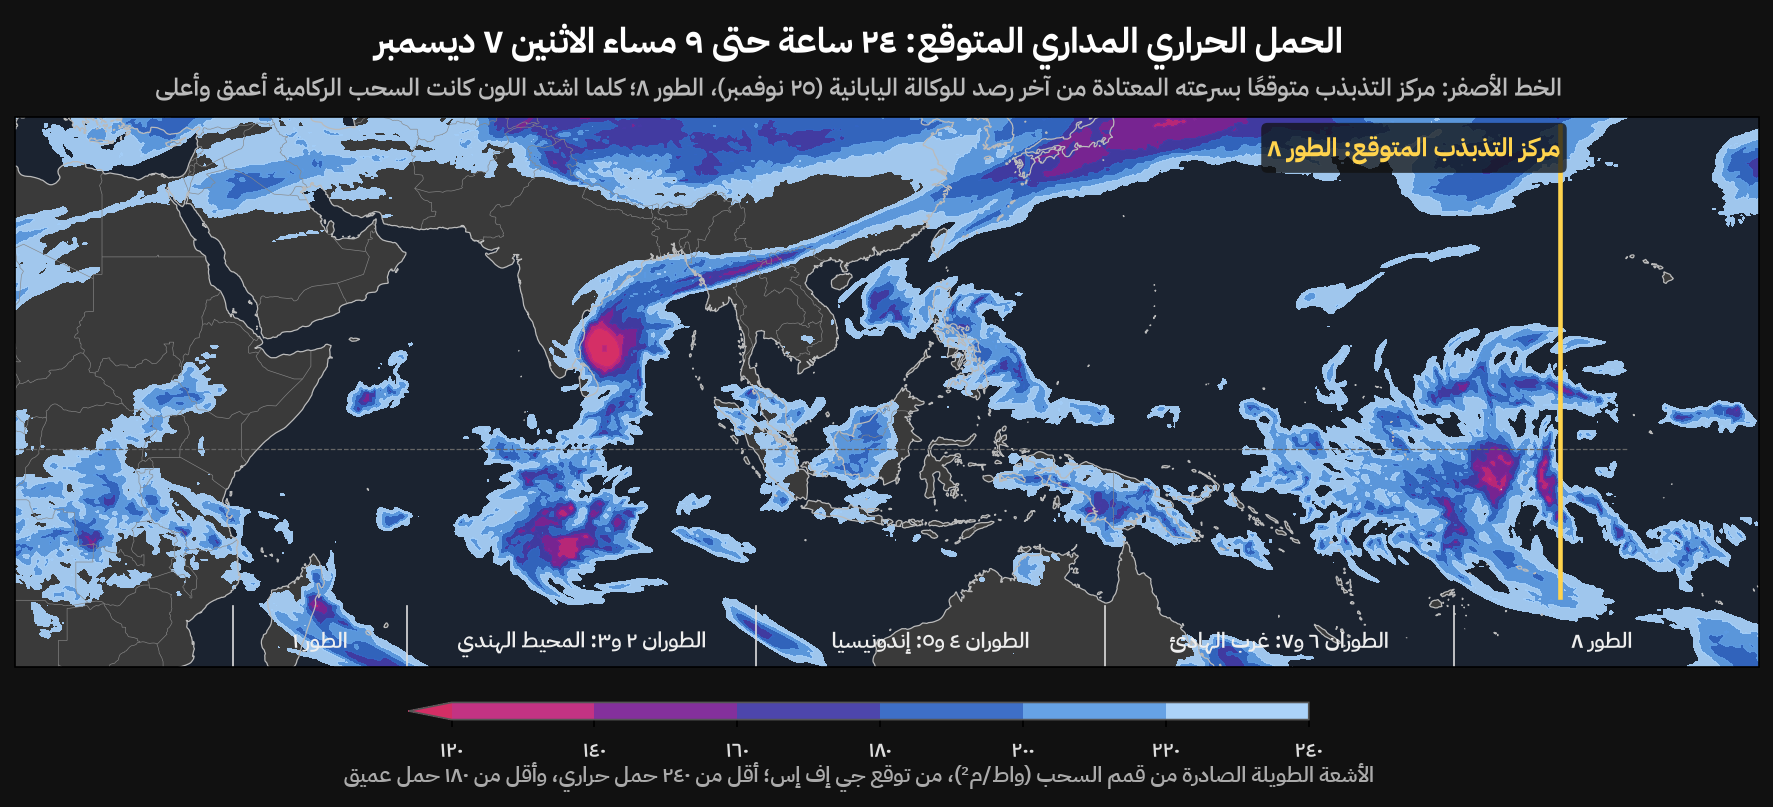 الحمل الحراري المداري المتوقع: ٢٤ ساعة حتى ٩ مساء الاثنين ٧ ديسمبر
الخط الأصفر: مركز التذبذب متوقعًا بسرعته المعتادة من آخر رصد للوكالة اليابانية (٢٥ نوفمبر)، الطور ٨؛ كلما اشتد اللون كانت السحب الركامية أعمق وأعلى
مركز التذبذب المتوقع: الطور ٨
الطور ١
الطوران ٢ و٣: المحيط الهندي
الطوران ٤ و٥: إندونيسيا
الطوران ٦ و٧: غرب الهادئ
الطور ٨
١٢٠ ١٤٠ ١٦٠ ١٨٠ ٢٠٠ ٢٢٠ ٢٤٠
الأشعة الطويلة الصادرة من قمم السحب (واط/م²)، من توقع جي إف إس؛ أقل من ٢٤٠ حمل حراري، وأقل من ١٨٠ حمل عميق